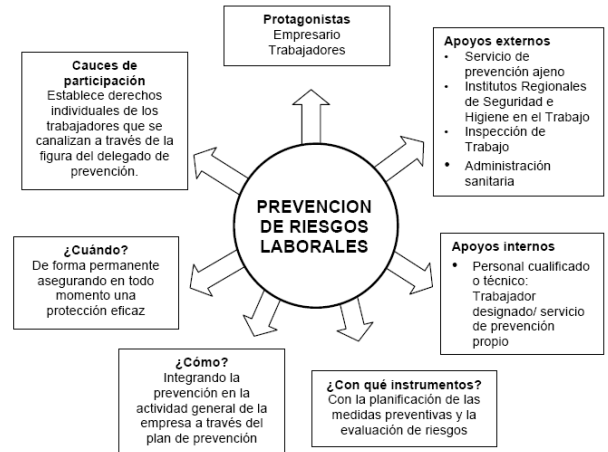 Protagonistas
Empresario
Trabajadores
Cauces de
participación
Establece derechos
individuales de los
trabajadores que se
canalizan a través de la
figura del delegado de
prevención.
Apoyos externos
• Servicio de
prevención ajeno
• Institutos Regionales
de Seguridad e
Higiene en el Trabajo
• Inspección de
Trabajo
• Administración
sanitaria
PREVENCION
DE RIESGOS
LABORALES
¿Cuándo?
De forma permanente
asegurando en todo
momento una
protección eficaz
Apoyos internos
• Personal cualificado
o técnico:
Trabajador
designado/ servicio
de prevención
propio
¿Cómo?
Integrando la
prevención en la
actividad general de la
empresa a través del
plan de prevención
¿Con qué instrumentos?
Con la planificación de las
medidas preventivas y la
evaluación de riesgos